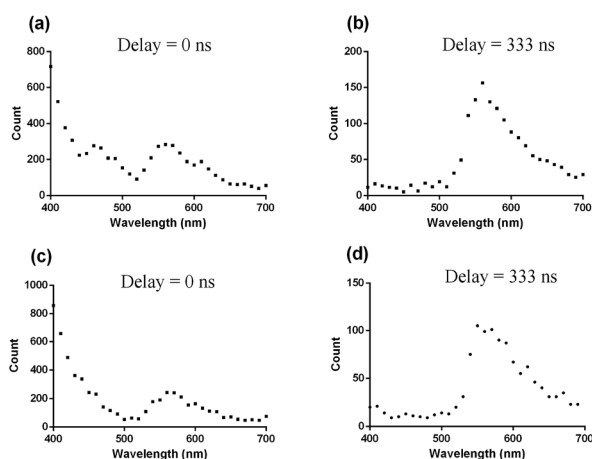 (a)
Delay = 0 ns
800
600
400
200
0
Count
400 500 600 700
Wavelength (nm)
(b)
Delay = 333 ns
200
150
100
50
0
Count
400 500 600 700
Wavelength (nm)
(c)
Delay = 0 ns
1000
800
600
400
200
0
Count
400 500 600 700
Wavelength (nm)
(d)
Delay = 333 ns
150
100
50
0
Count
400 500 600 700
Wavelength (nm)